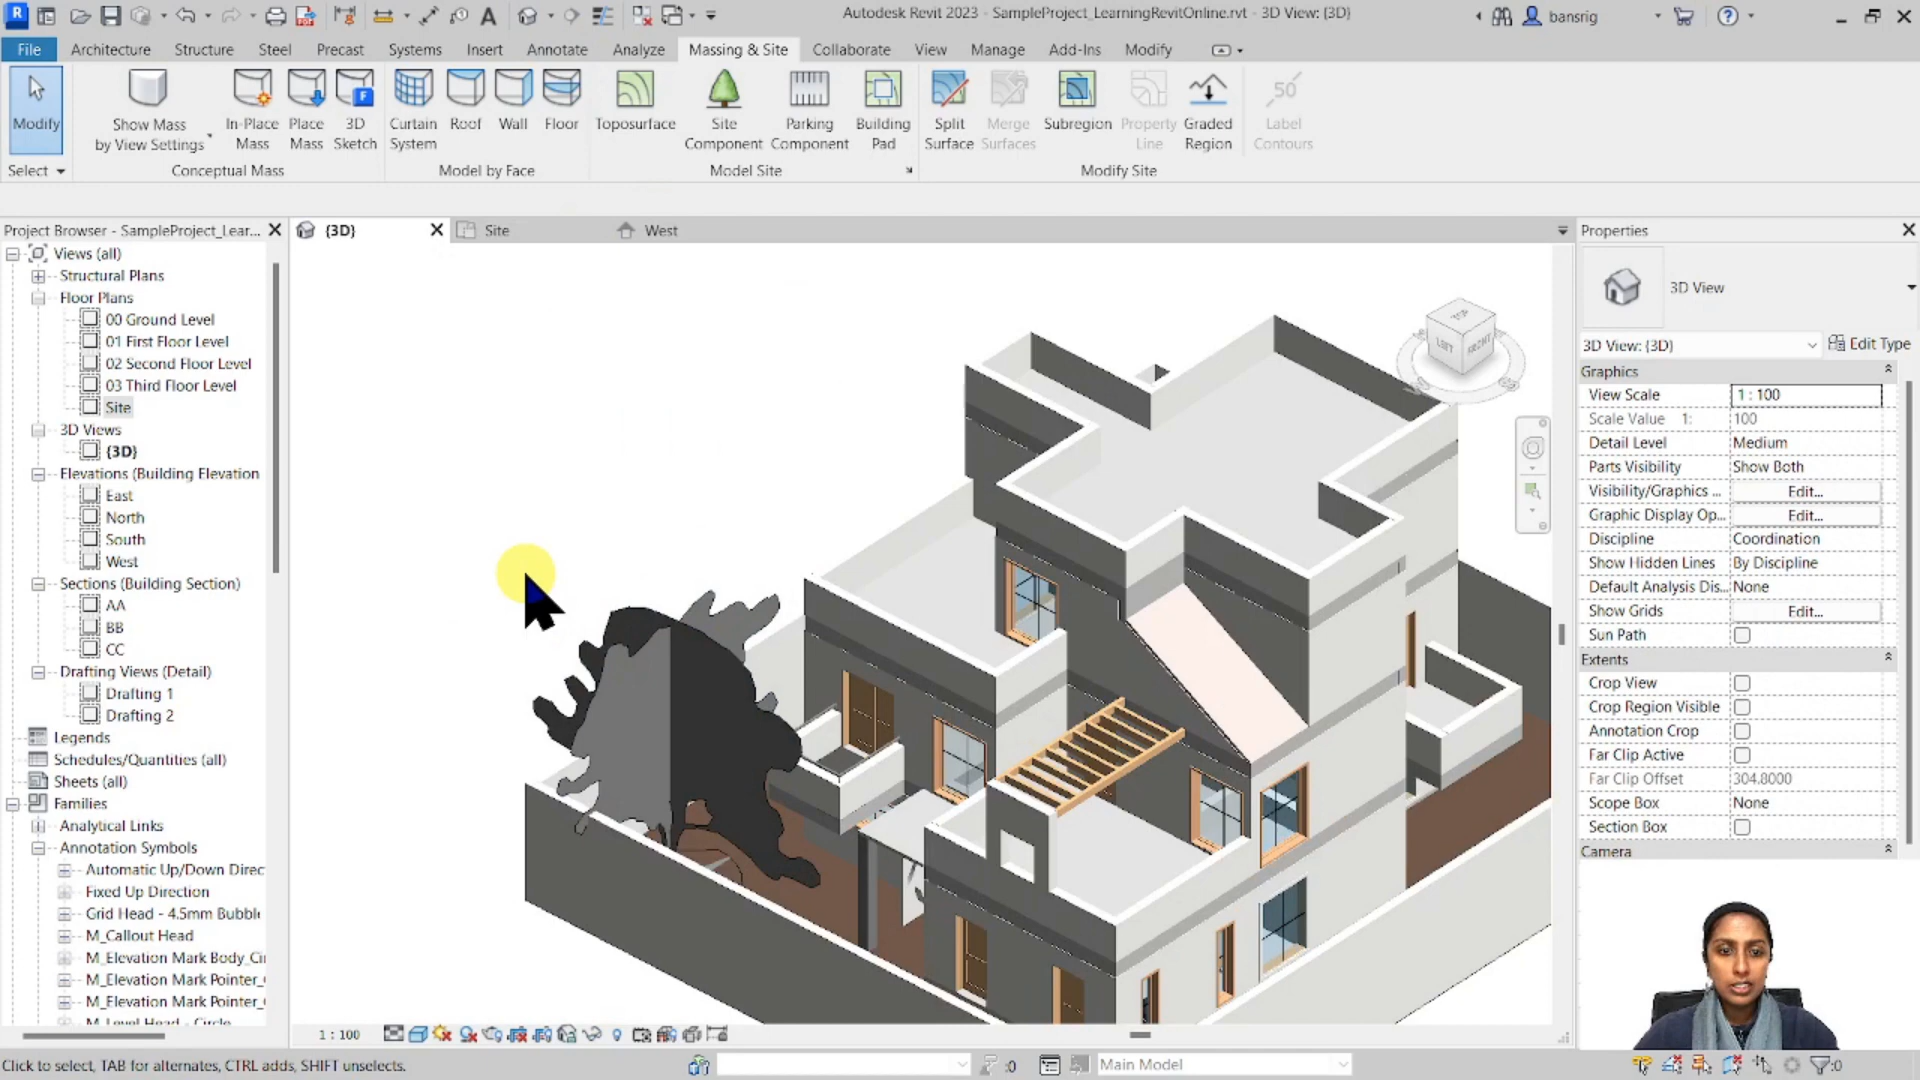 Autodesk Revit 2023 - SampleProject_LearningRevitOnline.rvt - 3D View: {3D}
bansrig
File Architecture Structure Steel Precast Systems Insert Annotate Analyze Massing & Site Collaborate View Manage Add-Ins Modify
Modify
Show Mass by View Settings
In-Place Mass
Place Mass
3D Sketch
Curtain System
Roof
Wall
Floor
Toposurface
Site Component
Parking Component
Building Pad
Split Surface
Merge Surfaces
Subregion
Property Line
Graded Region
50
Label Contours
Select
Conceptual Mass
Model by Face
Model Site
Modify Site
Project Browser - SampleProject_Lear...
{3D}
Site
West
Views (all)
Structural Plans
Floor Plans
00 Ground Level
01 First Floor Level
02 Second Floor Level
03 Third Floor Level
Site
3D Views
{3D}
Elevations (Building Elevation
East
North
South
West
Sections (Building Section)
AA
BB
CC
Drafting Views (Detail)
Drafting 1
Drafting 2
Legends
Schedules/Quantities (all)
Sheets (all)
Families
Analytical Links
Annotation Symbols
Automatic Up/Down Direc
Fixed Up Direction
Grid Head - 4.5mm Bubbl
M_Callout Head
M_Elevation Mark Body_Ci
M_Elevation Mark Pointer_
M_Elevation Mark Pointer_
M_Level Head - Circle
TOP
LEFT
FRONT
1 : 100
Properties
3D View
3D View: {3D}
Edit Type
Graphics
View Scale 1 : 100
Scale Value 1: 100
Detail Level Medium
Parts Visibility Show Both
Visibility/Graphics ... Edit...
Graphic Display Op... Edit...
Discipline Coordination
Show Hidden Lines By Discipline
Default Analysis Dis... None
Show Grids Edit...
Sun Path
Extents
Crop View
Crop Region Visible
Annotation Crop
Far Clip Active
Far Clip Offset 304.8000
Scope Box None
Section Box
Camera
Click to select, TAB for alternates, CTRL adds, SHIFT unselects.
:0
Main Model
:0